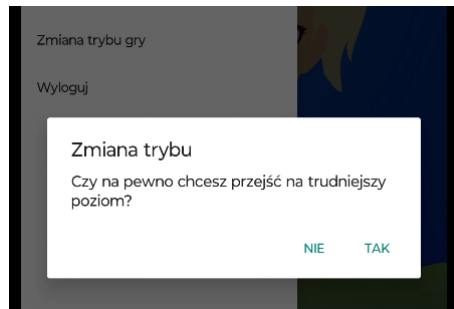 Zmiana trybu gry
Wyloguj
Zmiana trybu
Czy na pewno chcesz przejść na trudniejszy
poziom?
NIE TAK